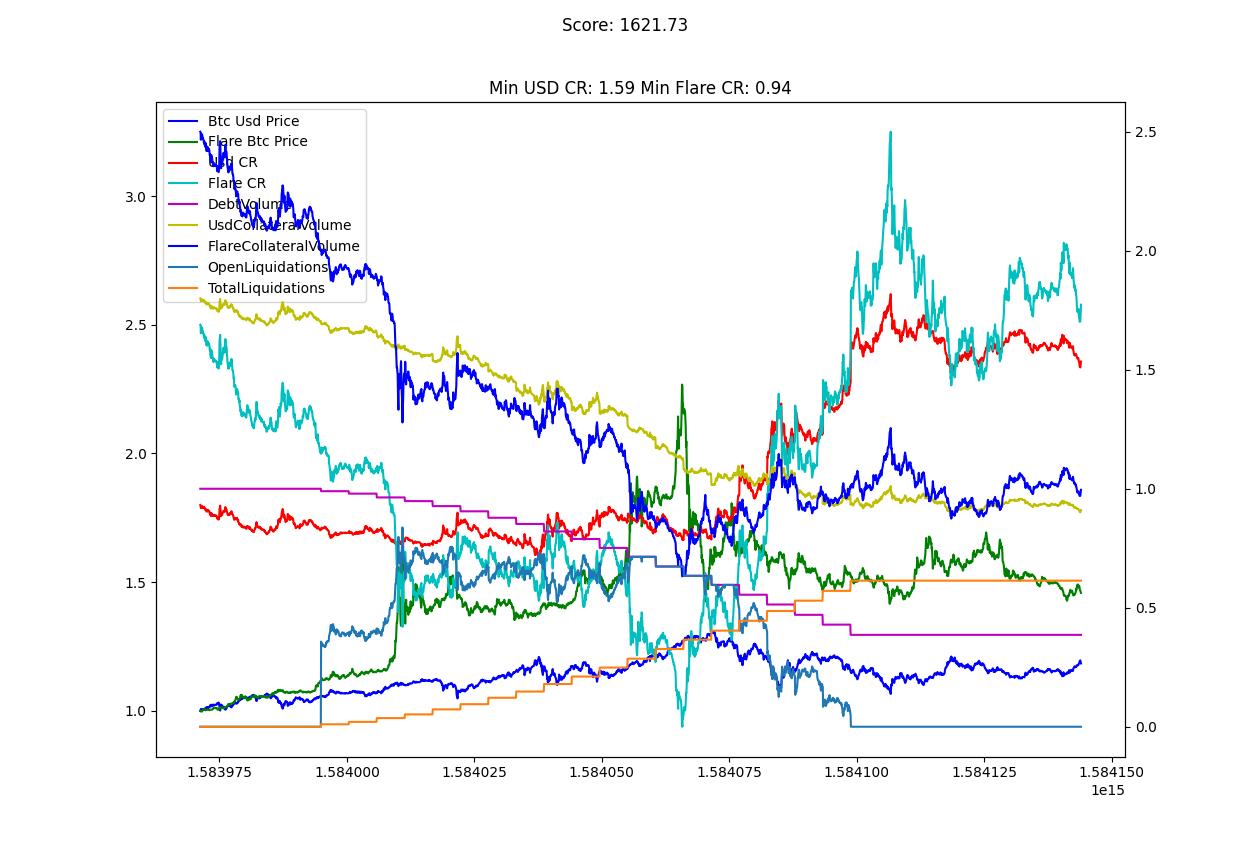 Score: 1621.73
Min USD CR: 1.59 Min Flare CR: 0.94
Btc Usd Price
Flare Btc Price
Usd CR
Flare CR
DebtVolume
UsdCollateralVolume
FlareCollateralVolume
OpenLiquidations
TotalLiquidations
3.0
2.5
2.0
1.5
1.0
2.5
2.0
1.5
1.0
0.5
0.0
1.583975 1.584000 1.584025 1.584050 1.584075 1.584100 1.584125 1.584150
1e15